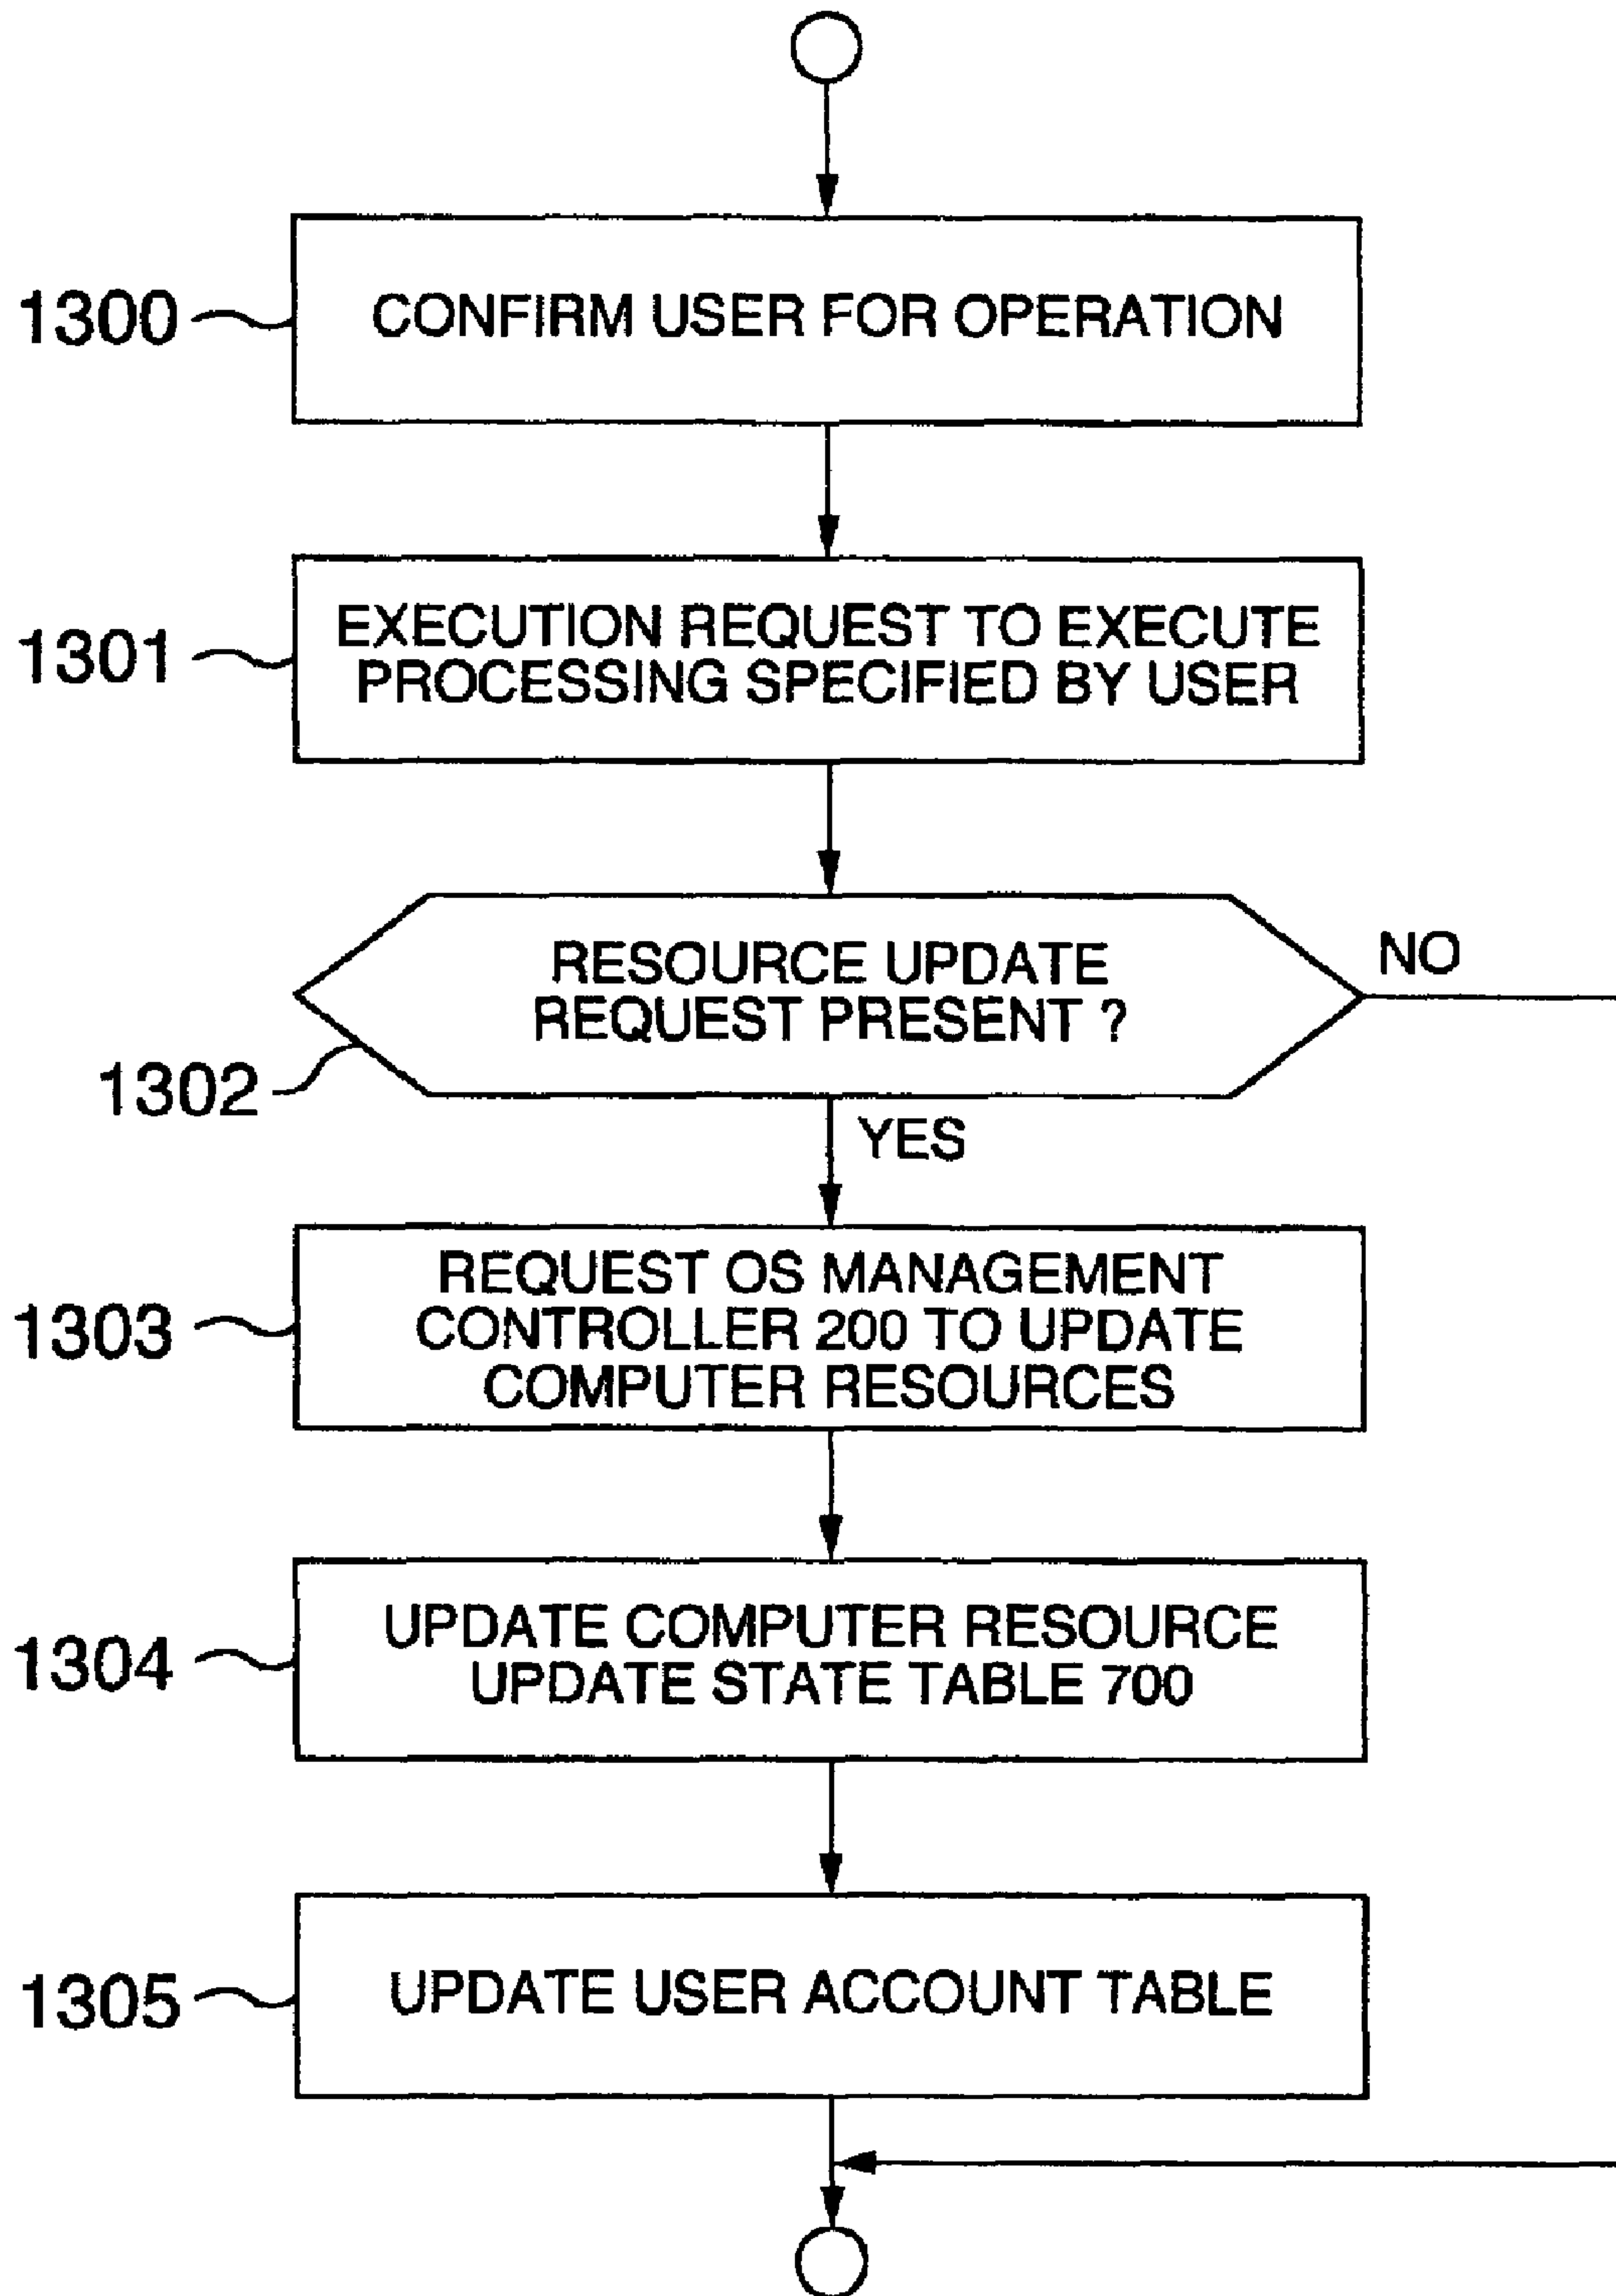 1300
CONFIRM USER FOR OPERATION
1301
EXECUTION REQUEST TO EXECUTE
PROCESSING SPECIFIED BY USER
RESOURCE UPDATE
REQUEST PRESENT ?
NO
1302
YES
1303
REQUEST OS MANAGEMENT
CONTROLLER 200 TO UPDATE
COMPUTER RESOURCES
1304
UPDATE COMPUTER RESOURCE
UPDATE STATE TABLE 700
1305
UPDATE USER ACCOUNT TABLE